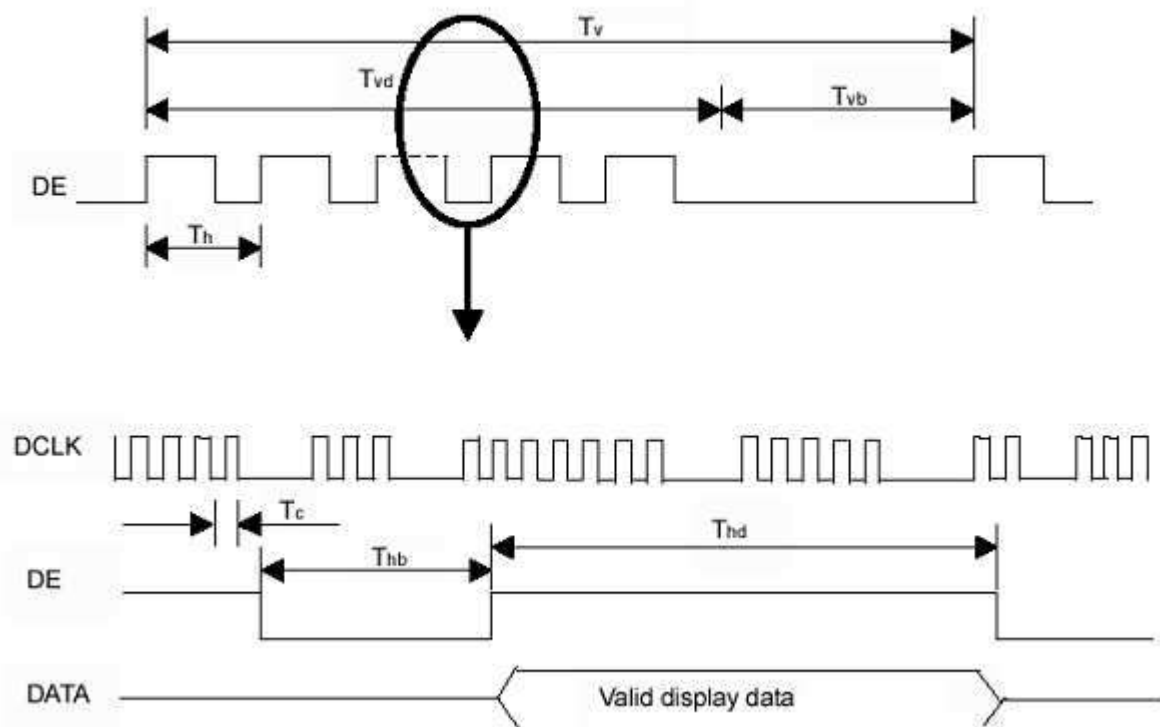 Tv
Tvd
Tvb
DE
Th
DCLK
Tc
Thd
Thb
DE
DATA
Valid display data